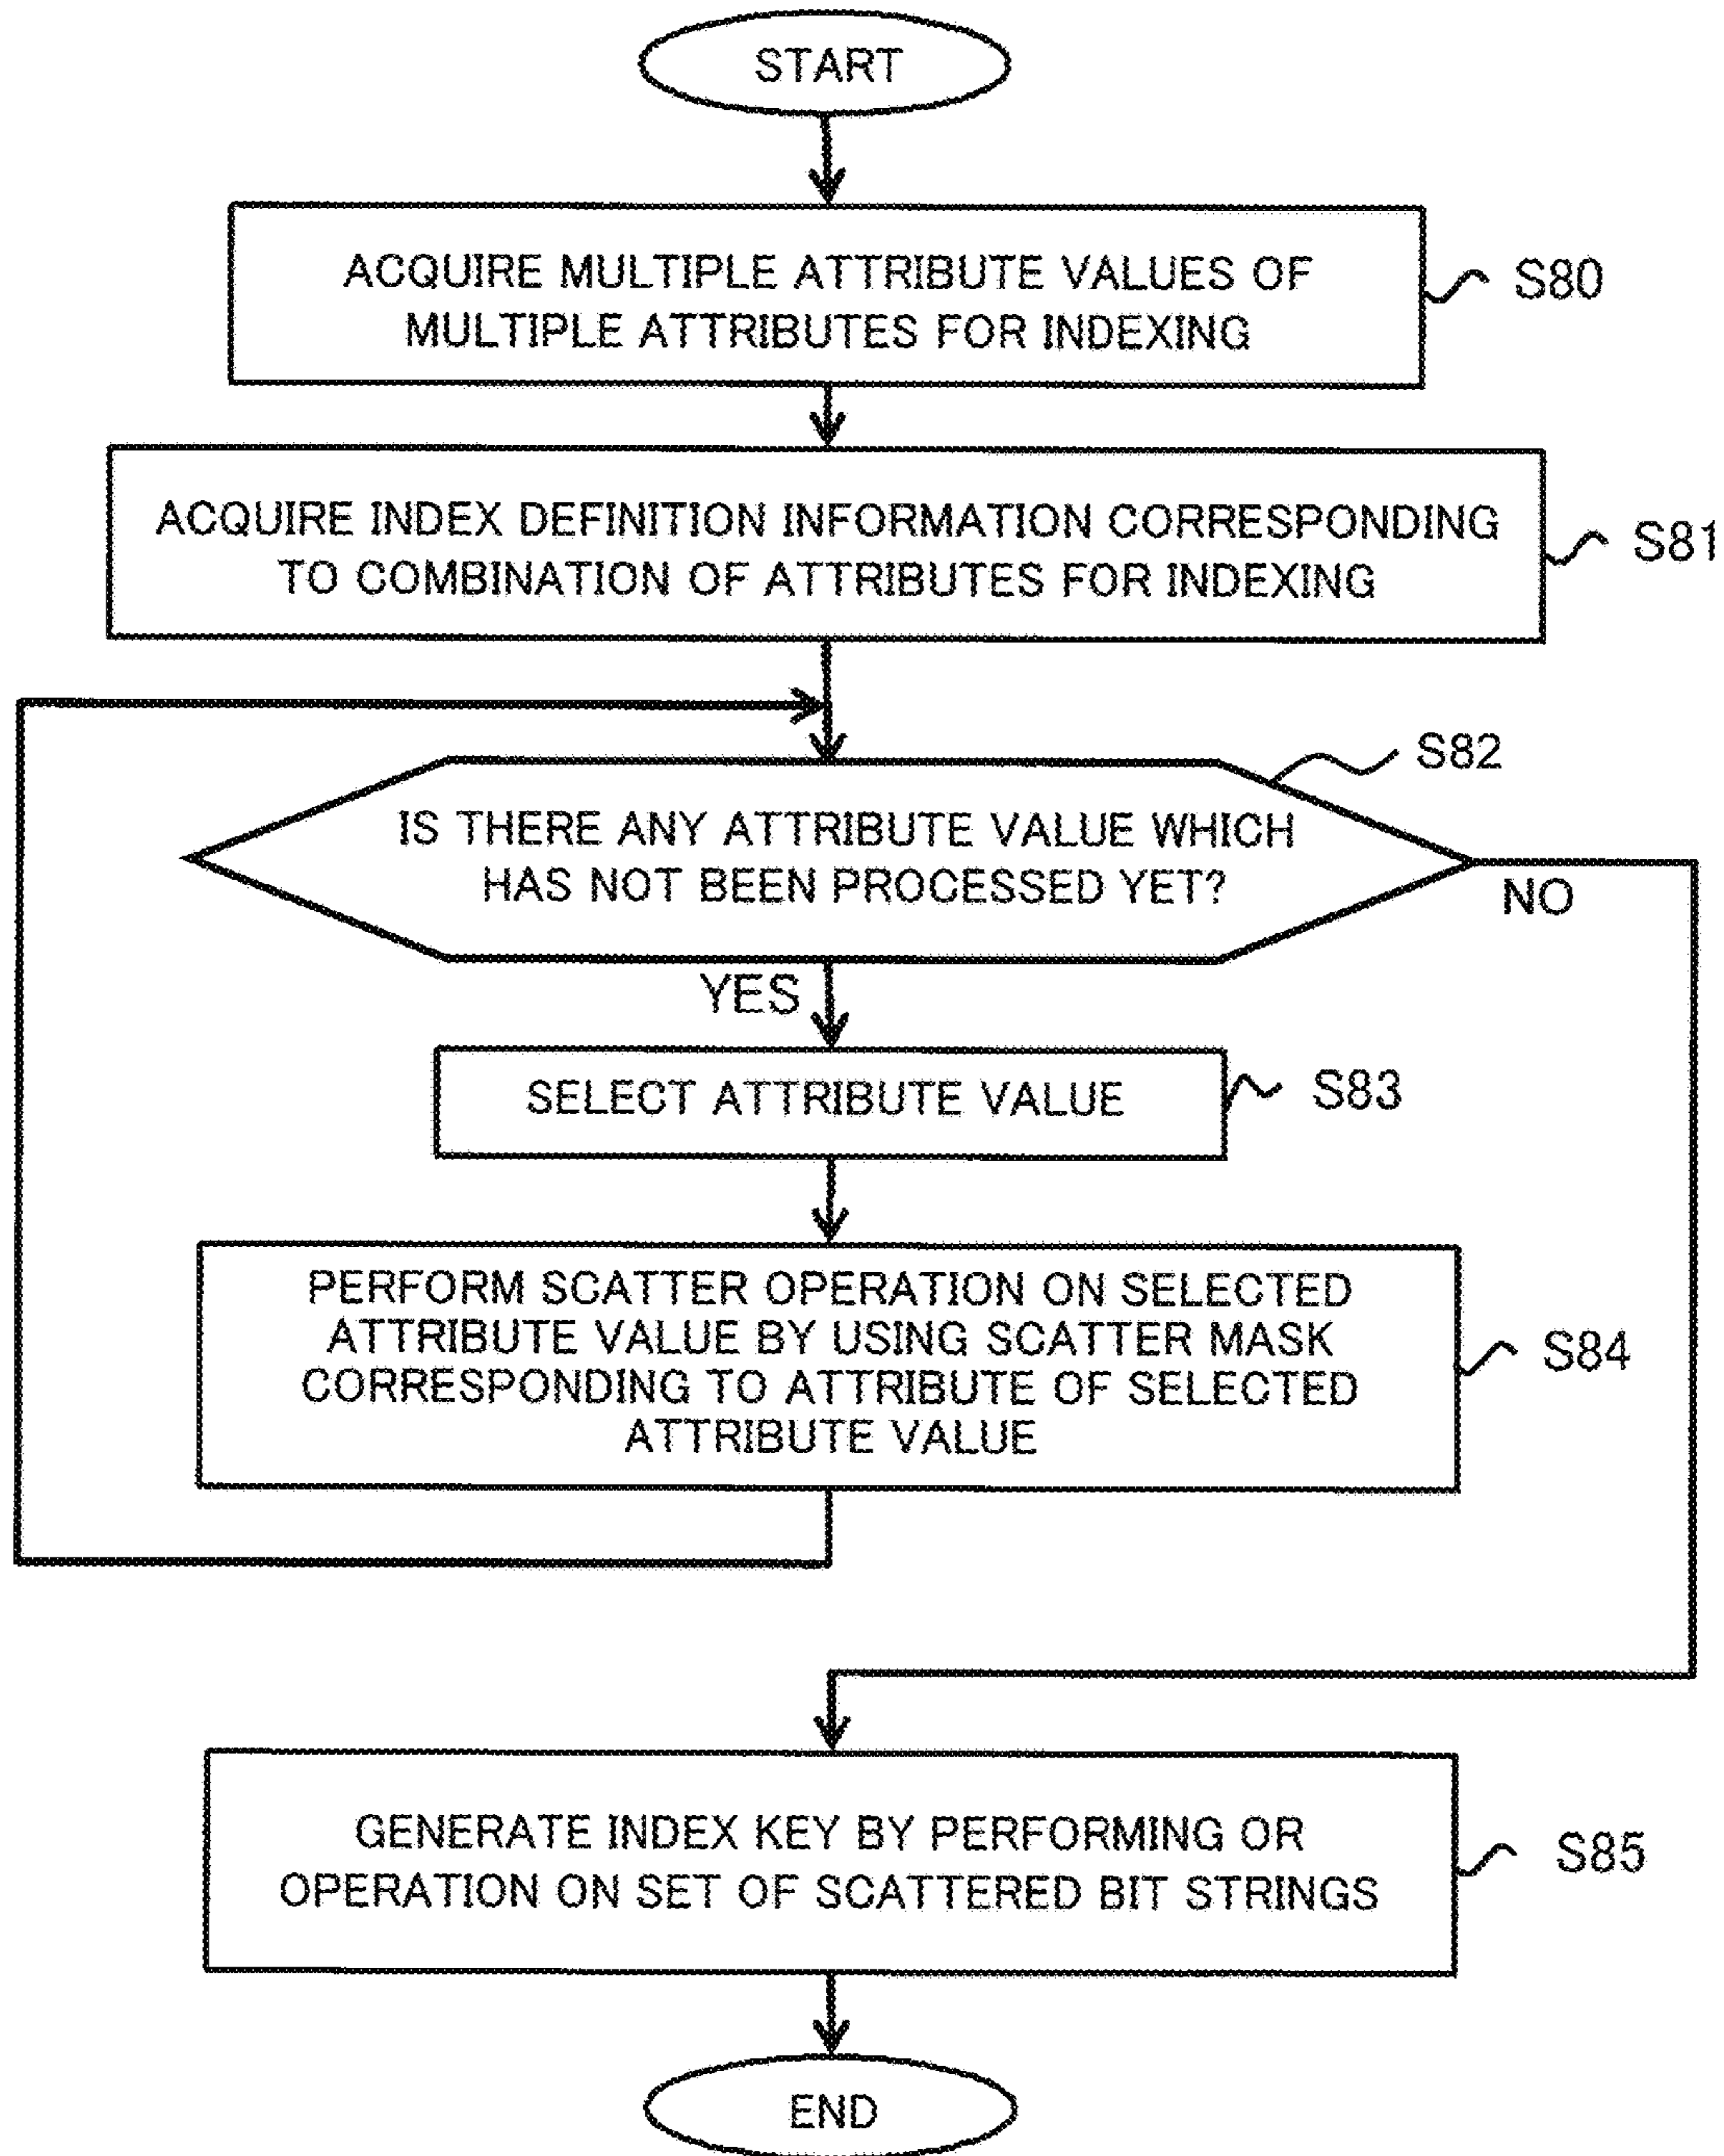 START
ACQUIRE MULTIPLE ATTRIBUTE VALUES OF
MULTIPLE ATTRIBUTES FOR INDEXING
S80
ACQUIRE INDEX DEFINITION INFORMATION CORRESPONDING
TO COMBINATION OF ATTRIBUTES FOR INDEXING
S81
S82
IS THERE ANY ATTRIBUTE VALUE WHICH
HAS NOT BEEN PROCESSED YET?
NO
YES
SELECT ATTRIBUTE VALUE
S83
PERFORM SCATTER OPERATION ON SELECTED
ATTRIBUTE VALUE BY USING SCATTER MASK
CORRESPONDING TO ATTRIBUTE OF SELECTED
ATTRIBUTE VALUE
S84
GENERATE INDEX KEY BY PERFORMING OR
OPERATION ON SET OF SCATTERED BIT STRINGS
S85
END